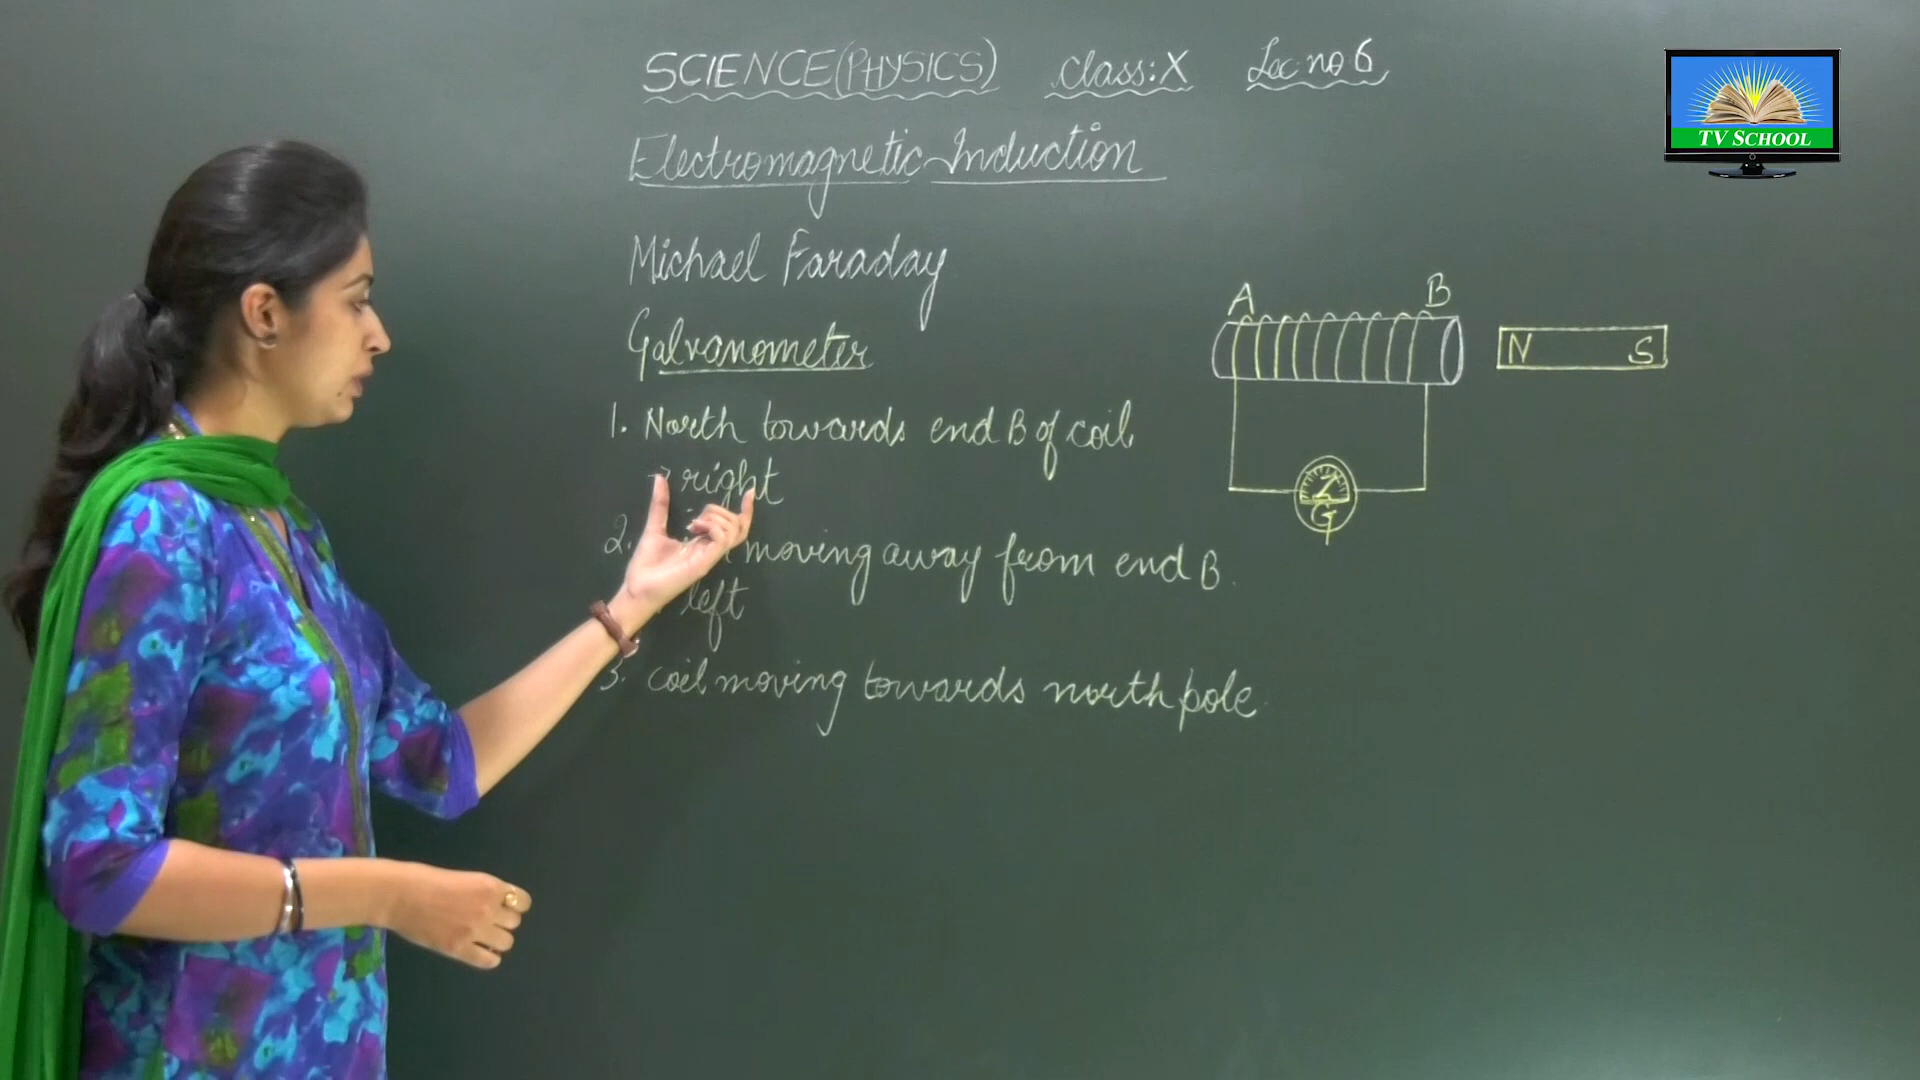 SCIENCE (PHYSICS) Class: X Lec no 6
Electromagnetic Induction
Michael Faraday
Galvanometer
1. North towards end B of coil
→ right
2. moving away from end B.
left
3. coil moving towards north pole
A B
N S
G
TV SCHOOL